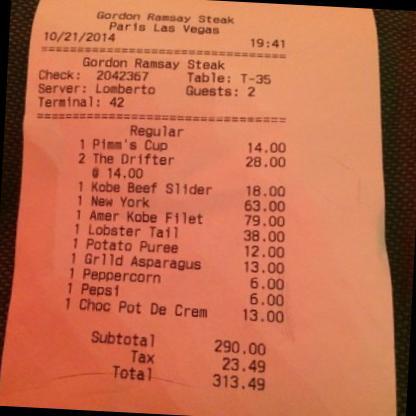 Gordon Ramsay Steak
Paris Las Vegas
10/21/2014 19:41
Gordon Ramsay Steak
Check: 2042367 Table: T-35
Server: Lomberto Guests: 2
Terminal: 42
Regular
1 Pimm's Cup 14.00
2 The Drifter 28.00
@ 14.00
1 Kobe Beef Slider 18.00
1 New York 63.00
1 Amer Kobe Filet 79.00
1 Lobster Tail 38.00
1 Potato Puree 12.00
1 Grlld Asparagus 13.00
1 Peppercorn 6.00
1 Pepsi 6.00
1 Choc Pot De Crem 13.00
Subtotal 290.00
Tax 23.49
Total 313.49